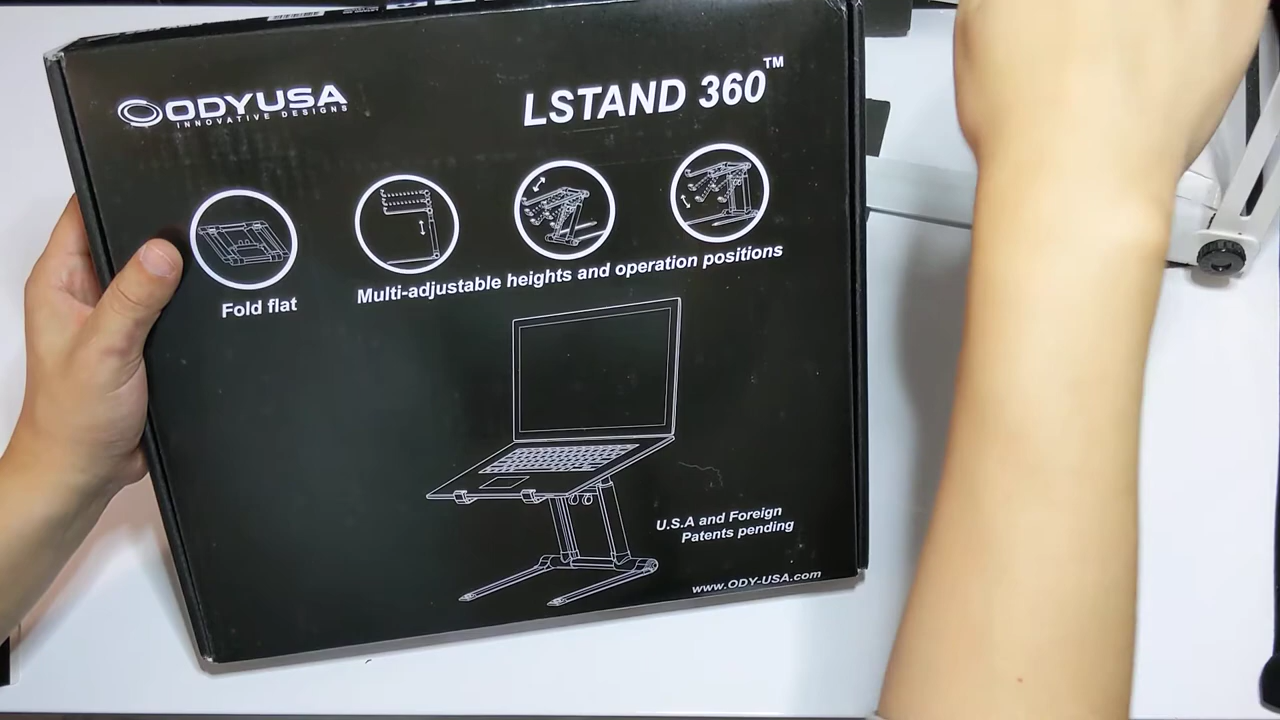 ODYUSA
INNOVATIVE DESIGNS
LSTAND 360™
Fold flat
Multi-adjustable heights and operation positions
U.S.A and Foreign
Patents pending
www.ODY-USA.com